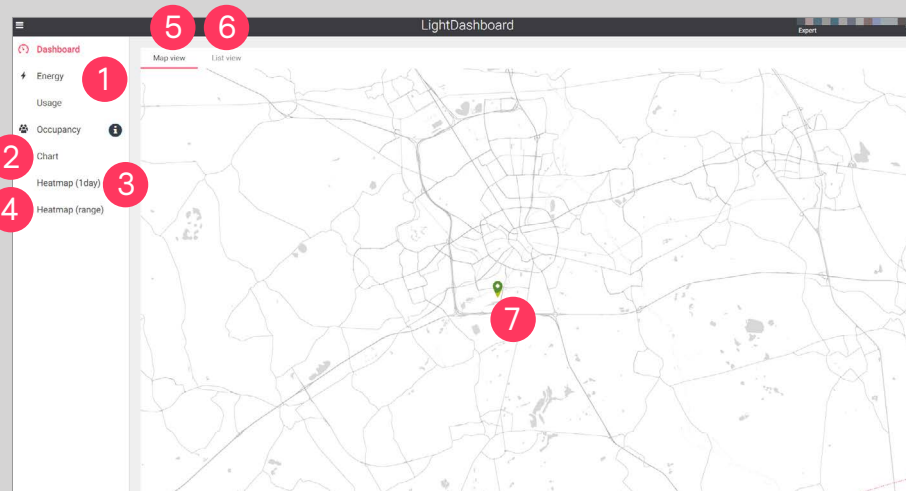 5 6
LightDashboard
Expert
Dashboard
Map view List view
Energy 1
Usage
Occupancy i
2 Chart
Heatmap (1day) 3
4 Heatmap (range)
7